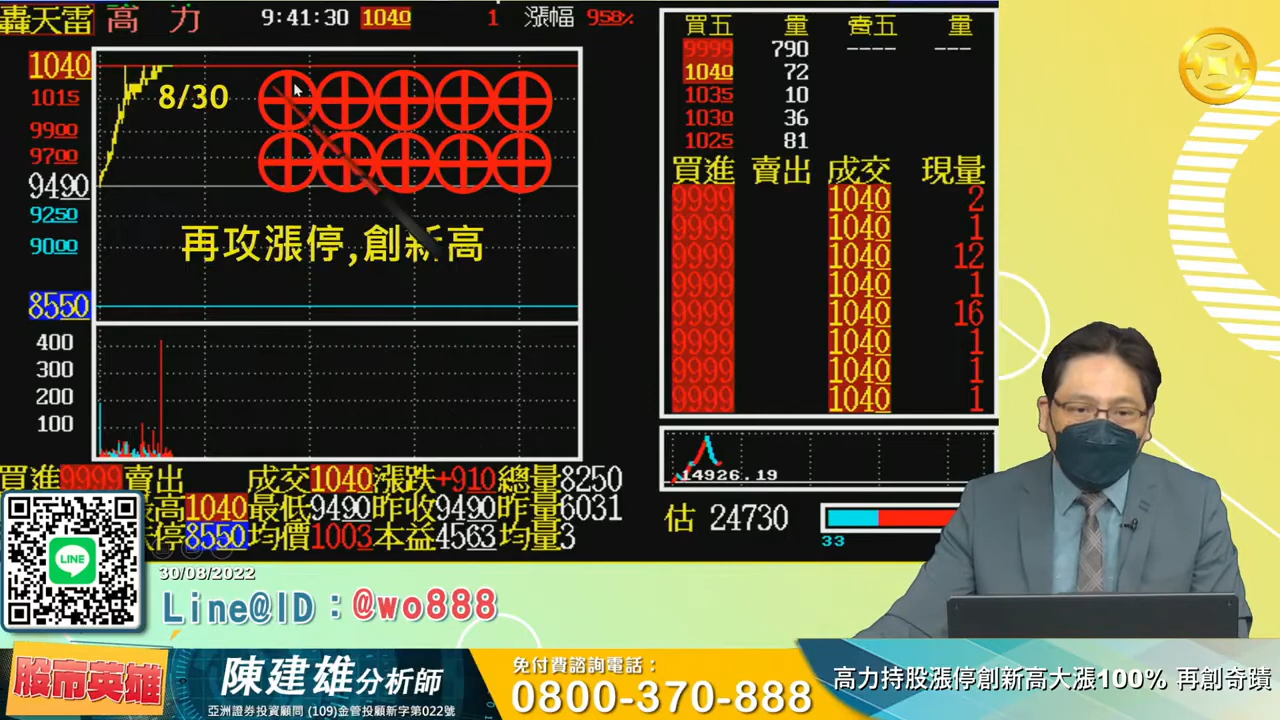 轟天雷 高 力 9:41:30 1040 1 漲幅 958%
1040
1015
9900
9700
9490
9250
9000
8550
400
300
200
100
8/30
再攻漲停,創新高
買五 量 賣五 量
9999 790 ---- ---
1040 72
1035 10
1030 36
1025 81
買進 賣出 成交 現量
9999 1040 2
9999 1040 1
9999 1040 12
9999 1040 1
9999 1040 16
9999 1040 1
9999 1040 1
9999 1040 1
14926.19
估 24730
33
買進9999賣出 成交1040漲跌+910總量8250
最高1040最低9490昨收9490昨量6031
停8550均價1003本益4563均量3
LINE
30/08/2022
Line@ID：@wo888
股市英雄
陳建雄分析師
亞洲證券投資顧問 (109)金管投顧新字第022號
免付費諮詢電話：
0800-370-888
高力持股漲停創新高大漲100% 再創奇蹟